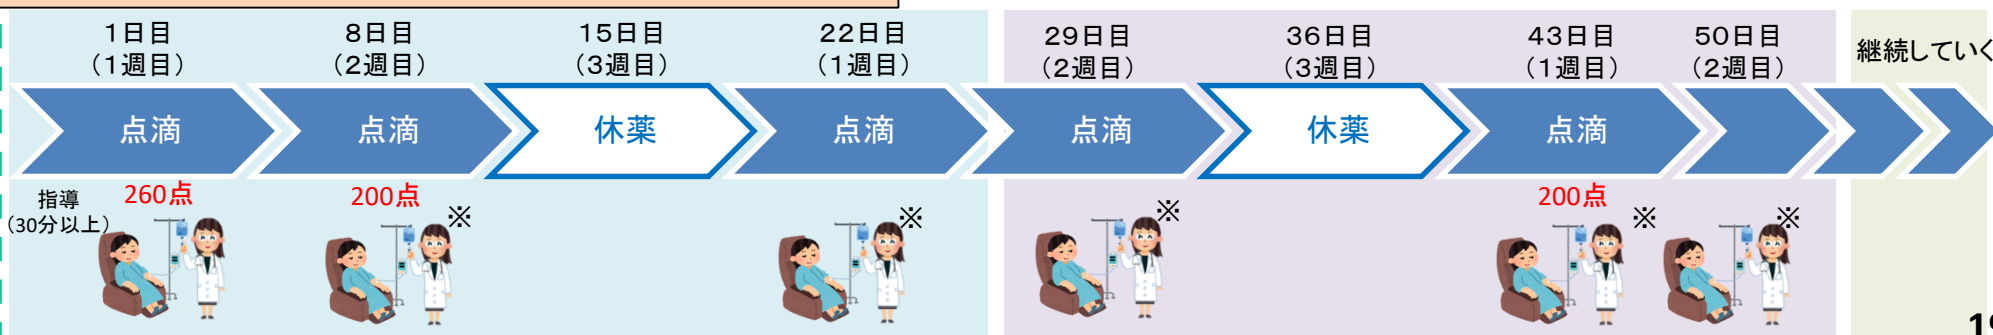 1日目
（1週目）
8日目
（2週目）
15日目
（3週目）
22日目
（1週目）
29日目
（2週目）
36日目
（3週目）
43日目
（1週目）
50日目
（2週目）
継続していく
点滴
点滴
休薬
点滴
点滴
休薬
点滴
指導
（30分以上）
260点
200点
※
※
※
200点
※
※